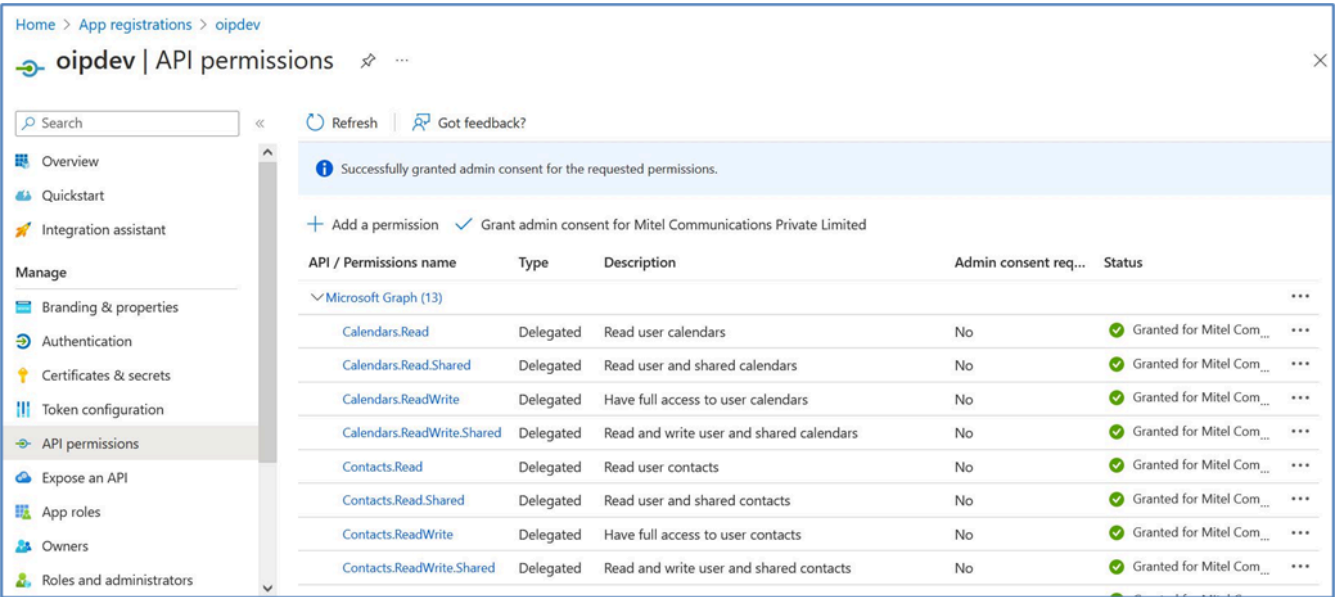 Home > App registrations > oipdev
oipdev | API permissions
Search
Refresh
Got feedback?
Overview
Quickstart
Integration assistant
Manage
Branding & properties
Authentication
Certificates & secrets
Token configuration
API permissions
Expose an API
App roles
Owners
Roles and administrators
Successfully granted admin consent for the requested permissions.
Add a permission Grant admin consent for Mitel Communications Private Limited
API / Permissions name Type Description Admin consent req... Status
Microsoft Graph (13)
Calendars.Read Delegated Read user calendars No Granted for Mitel Com...
Calendars.Read.Shared Delegated Read user and shared calendars No Granted for Mitel Com...
Calendars.ReadWrite Delegated Have full access to user calendars No Granted for Mitel Com...
Calendars.ReadWrite.Shared Delegated Read and write user and shared calendars No Granted for Mitel Com...
Contacts.Read Delegated Read user contacts No Granted for Mitel Com...
Contacts.Read.Shared Delegated Read user and shared contacts No Granted for Mitel Com...
Contacts.ReadWrite Delegated Have full access to user contacts No Granted for Mitel Com...
Contacts.ReadWrite.Shared Delegated Read and write user and shared contacts No Granted for Mitel Com...